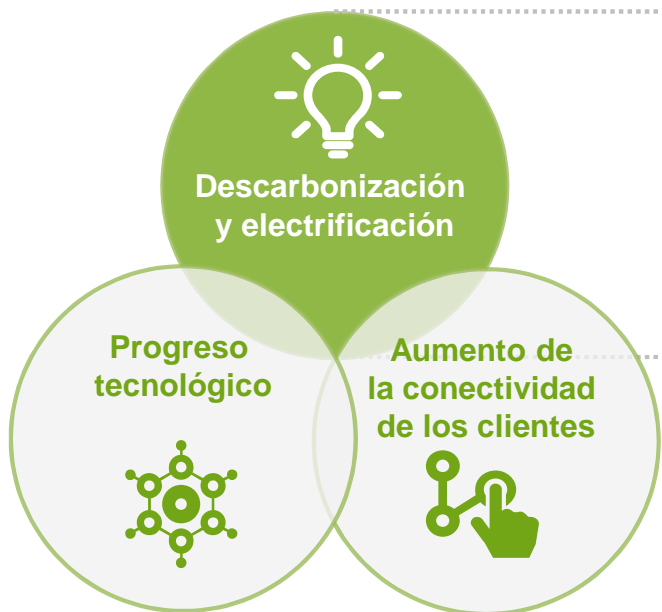 Descarbonización
y electrificación
Progreso
tecnológico
Aumento de
la conectividad
de los clientes